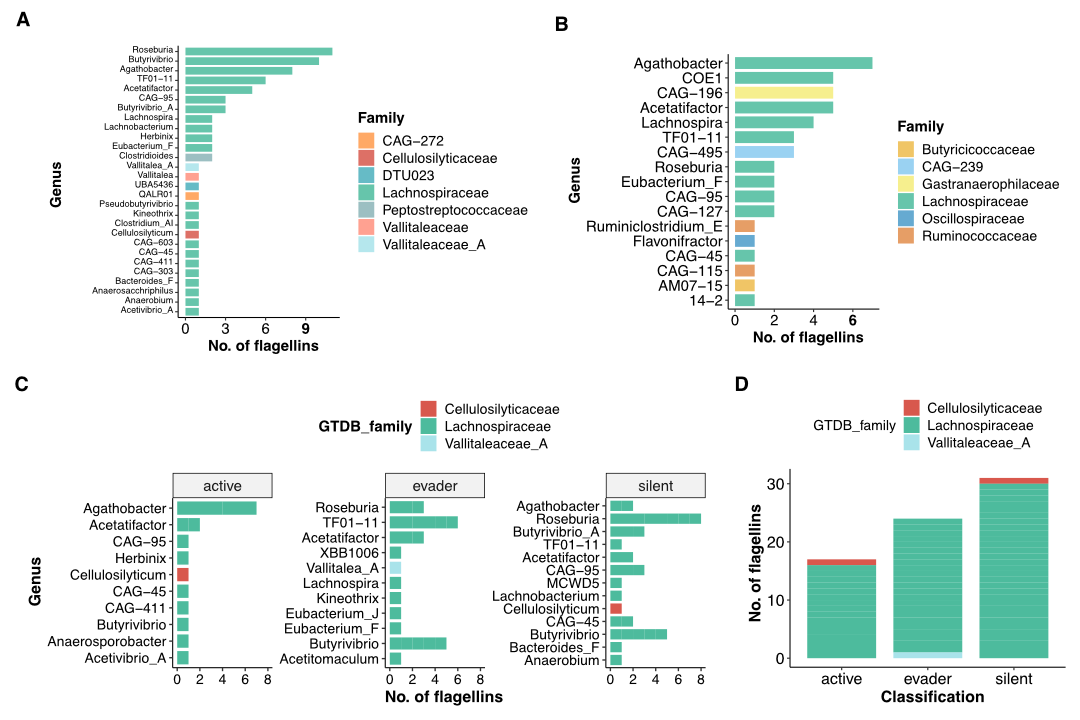 A
Roseburia
Butyrivibrio
Agathobacter
TF01−11
Acetatifactor
CAG−95
Butyrivibrio_A
Lachnospira
Lachnobacterium
Herbinix
Eubacterium_F
Clostridioides
Vallitalea_A
Vallitalea
UBA5436
QALR01
Pseudobutyrivibrio
Kineothrix
Clostridium_AI
Cellulosilyticum
CAG−603
CAG−45
CAG−411
CAG−303
Bacteroides_F
Anaerosacchriphilus
Anaerobium
Acetivibrio_A
Genus
0 3 6 9
No. of flagellins
Family
CAG−272
Cellulosilyticaceae
DTU023
Lachnospiraceae
Peptostreptococcaceae
Vallitaleaceae
Vallitaleaceae_A
B
Agathobacter
COE1
CAG−196
Acetatifactor
Lachnospira
TF01−11
CAG−495
Roseburia
Eubacterium_F
CAG−95
CAG−127
Ruminiclostridium_E
Flavonifractor
CAG−45
CAG−115
AM07−15
14−2
Genus
0 2 4 6
No. of flagellins
Family
Butyricicoccaceae
CAG−239
Gastranaerophilaceae
Lachnospiraceae
Oscillospiraceae
Ruminococcaceae
C
GTDB_family
Cellulosilyticaceae
Lachnospiraceae
Vallitaleaceae_A
Genus
active
Agathobacter
Acetatifactor
CAG−95
Herbinix
Cellulosilyticum
CAG−45
CAG−411
Butyrivibrio
Anaerosporobacter
Acetivibrio_A
0 2 4 6 8
evader
Roseburia
TF01−11
Acetatifactor
XBB1006
Vallitalea_A
Lachnospira
Kineothrix
Eubacterium_J
Eubacterium_F
Butyrivibrio
Acetitomaculum
0 2 4 6 8
silent
Agathobacter
Roseburia
Butyrivibrio_A
TF01−11
Acetatifactor
CAG−95
MCWD5
Lachnobacterium
Cellulosilyticum
CAG−45
Butyrivibrio
Bacteroides_F
Anaerobium
0 2 4 6 8
No. of flagellins
D
GTDB_family
Cellulosilyticaceae
Lachnospiraceae
Vallitaleaceae_A
No. of flagellins
30
20
10
0
active evader silent
Classification